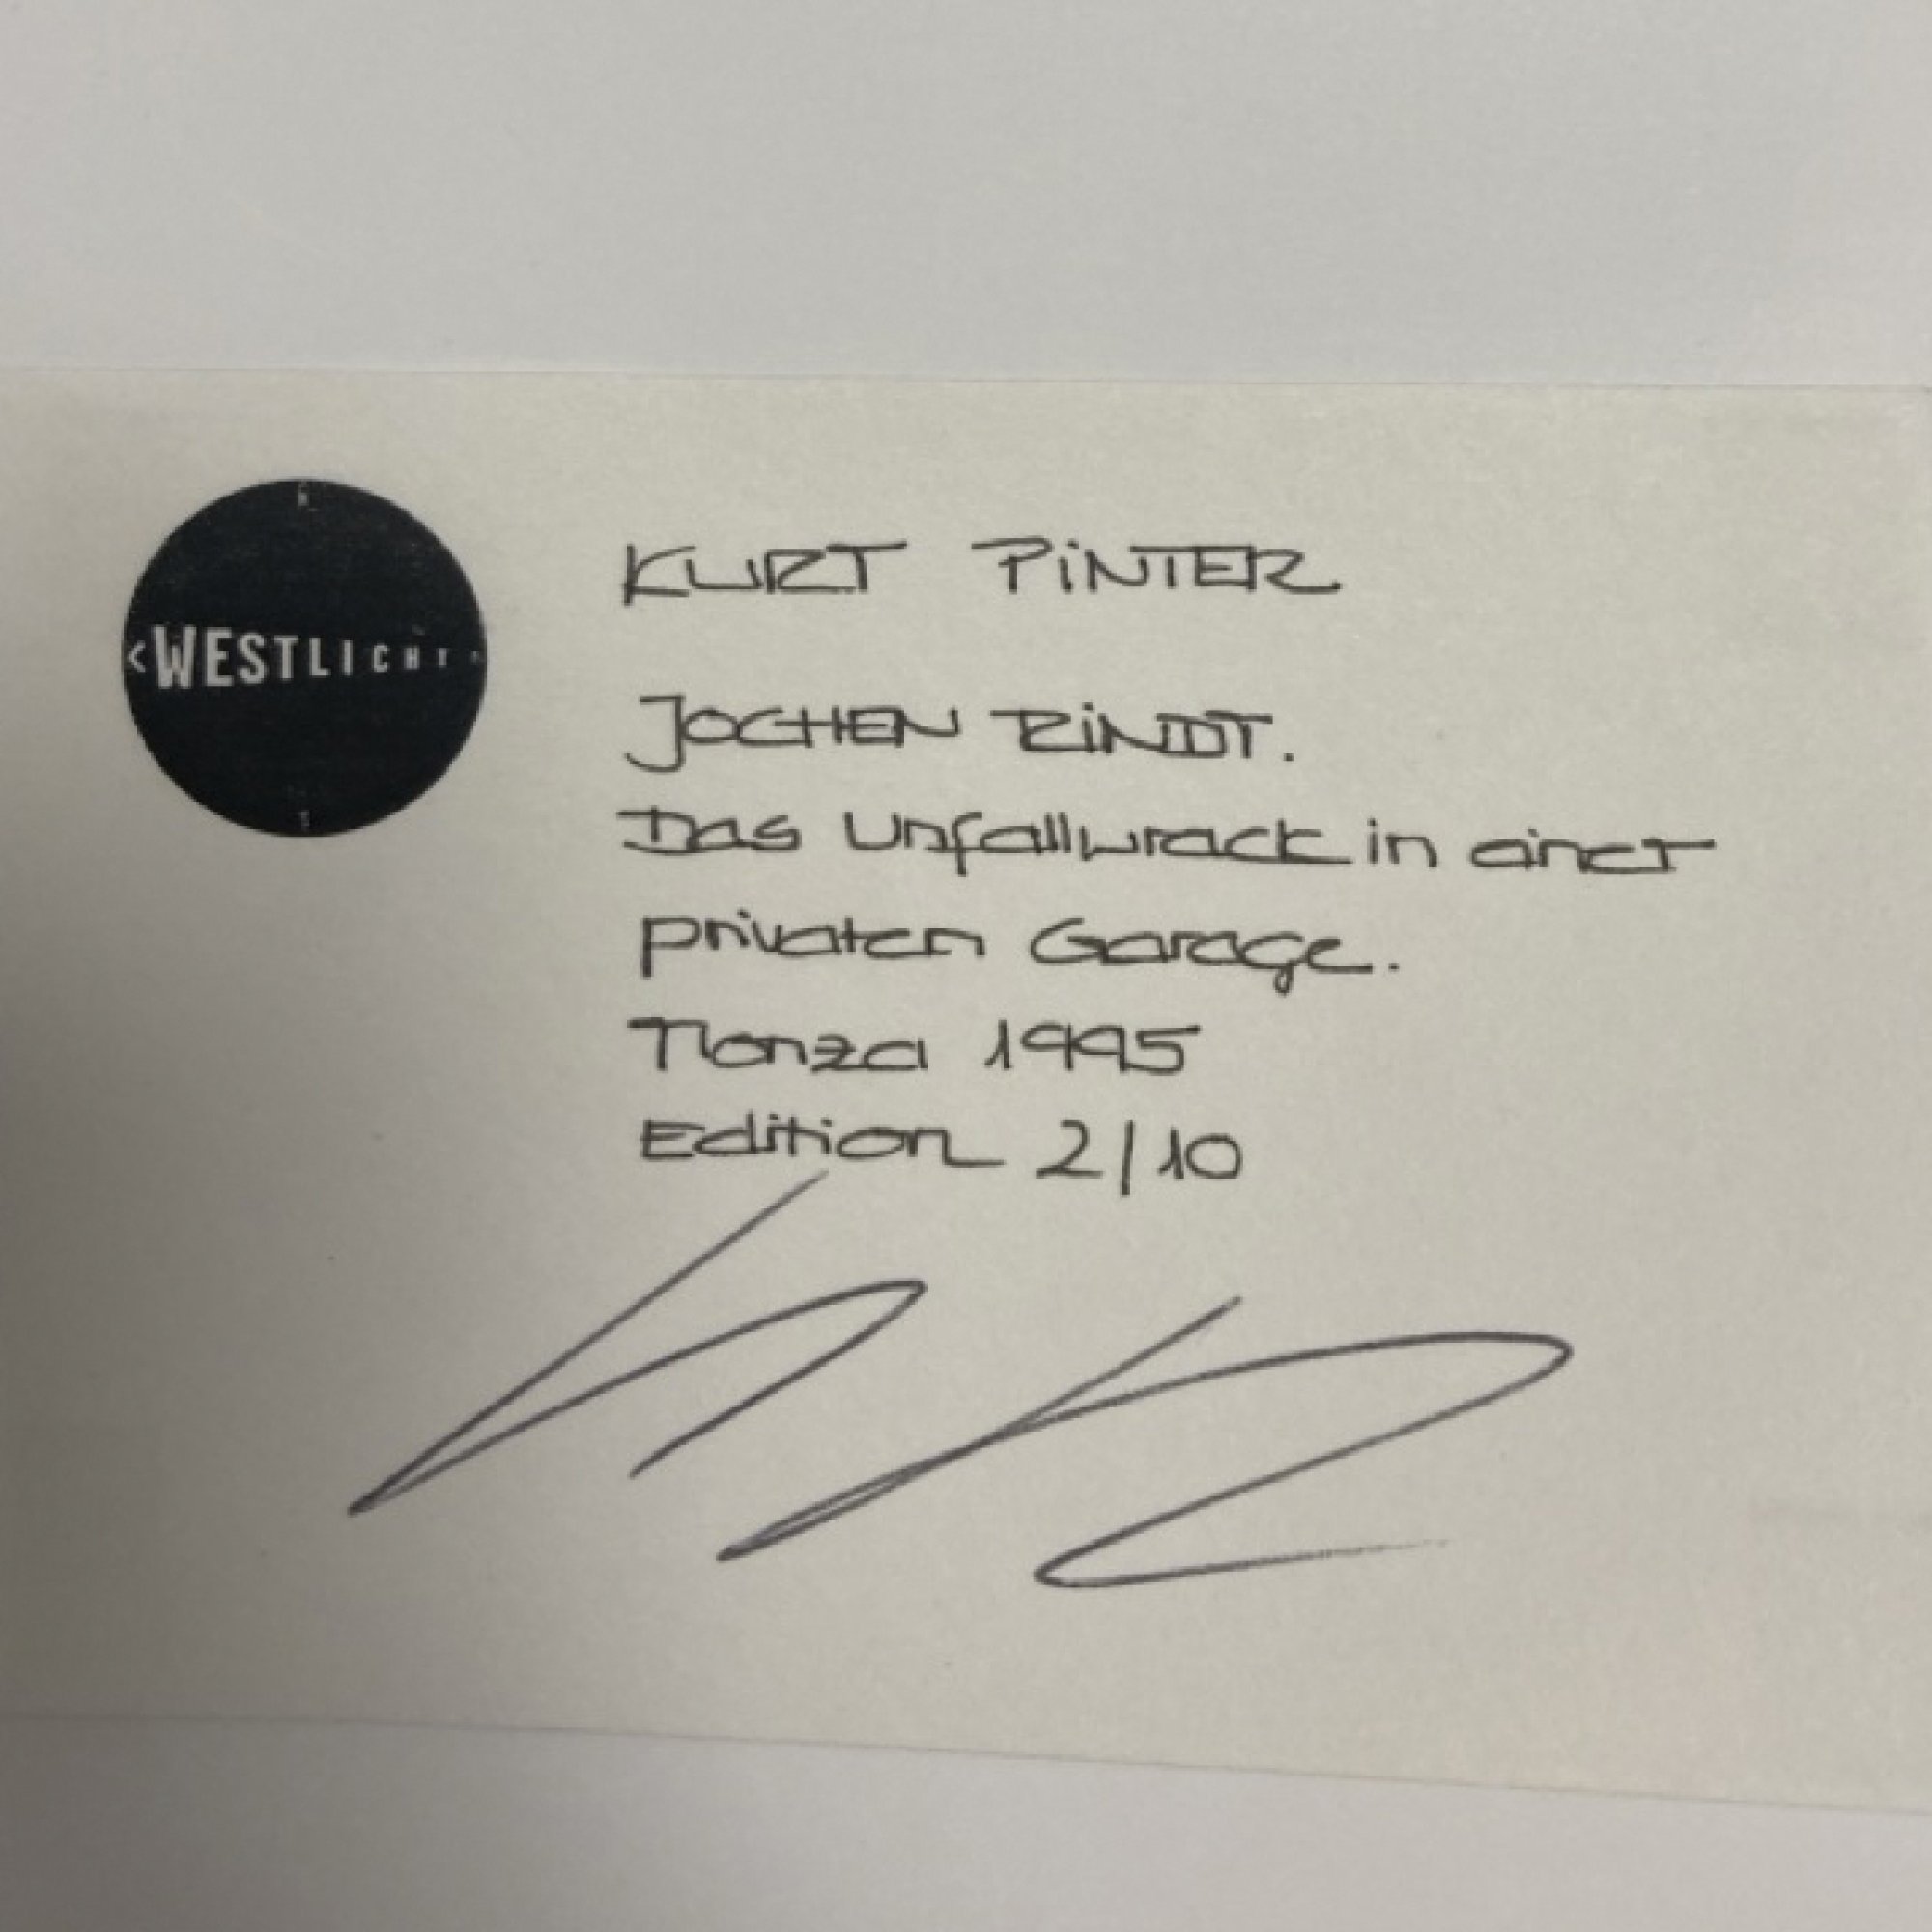 <WESTLICHT>
KURT PINTER
JOCHEN RINDT.
Das Unfallwrack in einer
privaten Garage.
Monza 1995
Edition 2/10